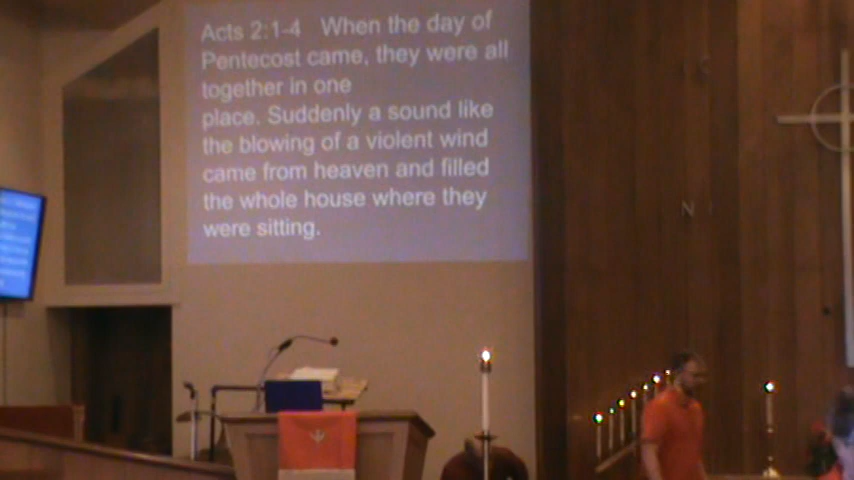 Acts 2:1-4 When the day of
Pentecost came, they were all
together in one
place. Suddenly a sound like
the blowing of a violent wind
came from heaven and filled
the whole house where they
were sitting.